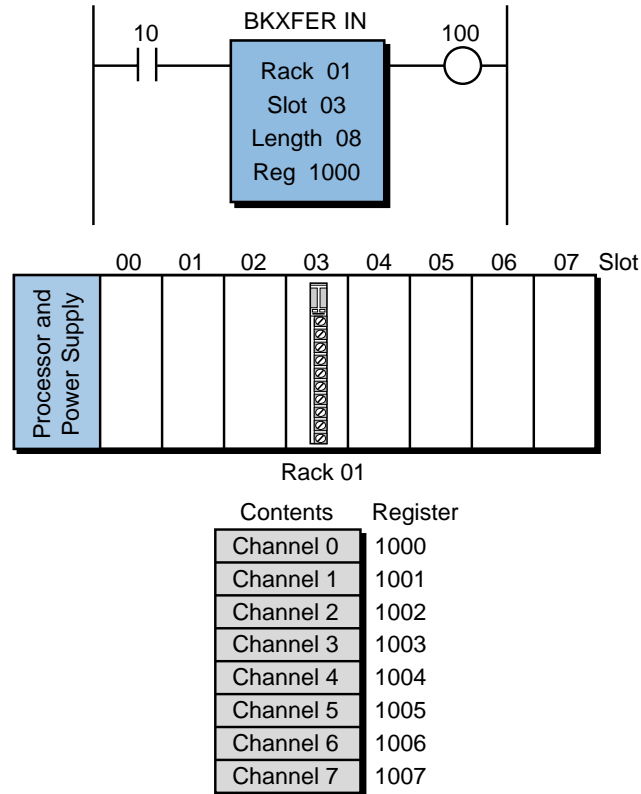 BKXFER IN
10
100
Rack 01
Slot 03
Length 08
Reg 1000
00 01 02 03 04 05 06 07 Slot
Processor and
Power Supply
Rack 01
Contents Register
Channel 0 1000
Channel 1 1001
Channel 2 1002
Channel 3 1003
Channel 4 1004
Channel 5 1005
Channel 6 1006
Channel 7 1007